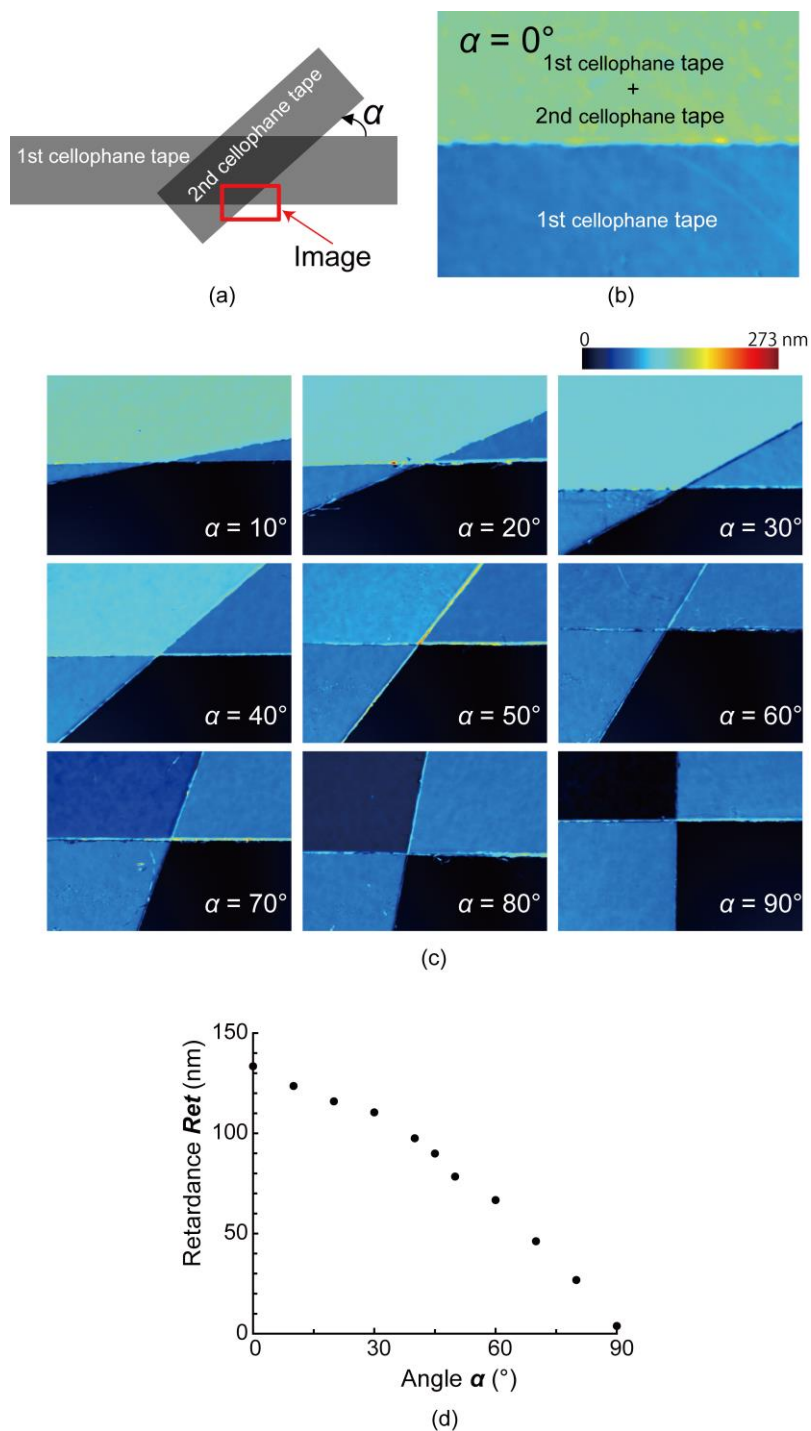 1st cellophane tape
2nd cellophane tape
α
Image
(a)
α = 0°
1st cellophane tape
+
2nd cellophane tape
1st cellophane tape
(b)
0 273 nm
α = 10°
α = 20°
α = 30°
α = 40°
α = 50°
α = 60°
α = 70°
α = 80°
α = 90°
(c)
Retardance Ret (nm)
150
100
50
0
0 30 60 90
Angle α (°)
(d)